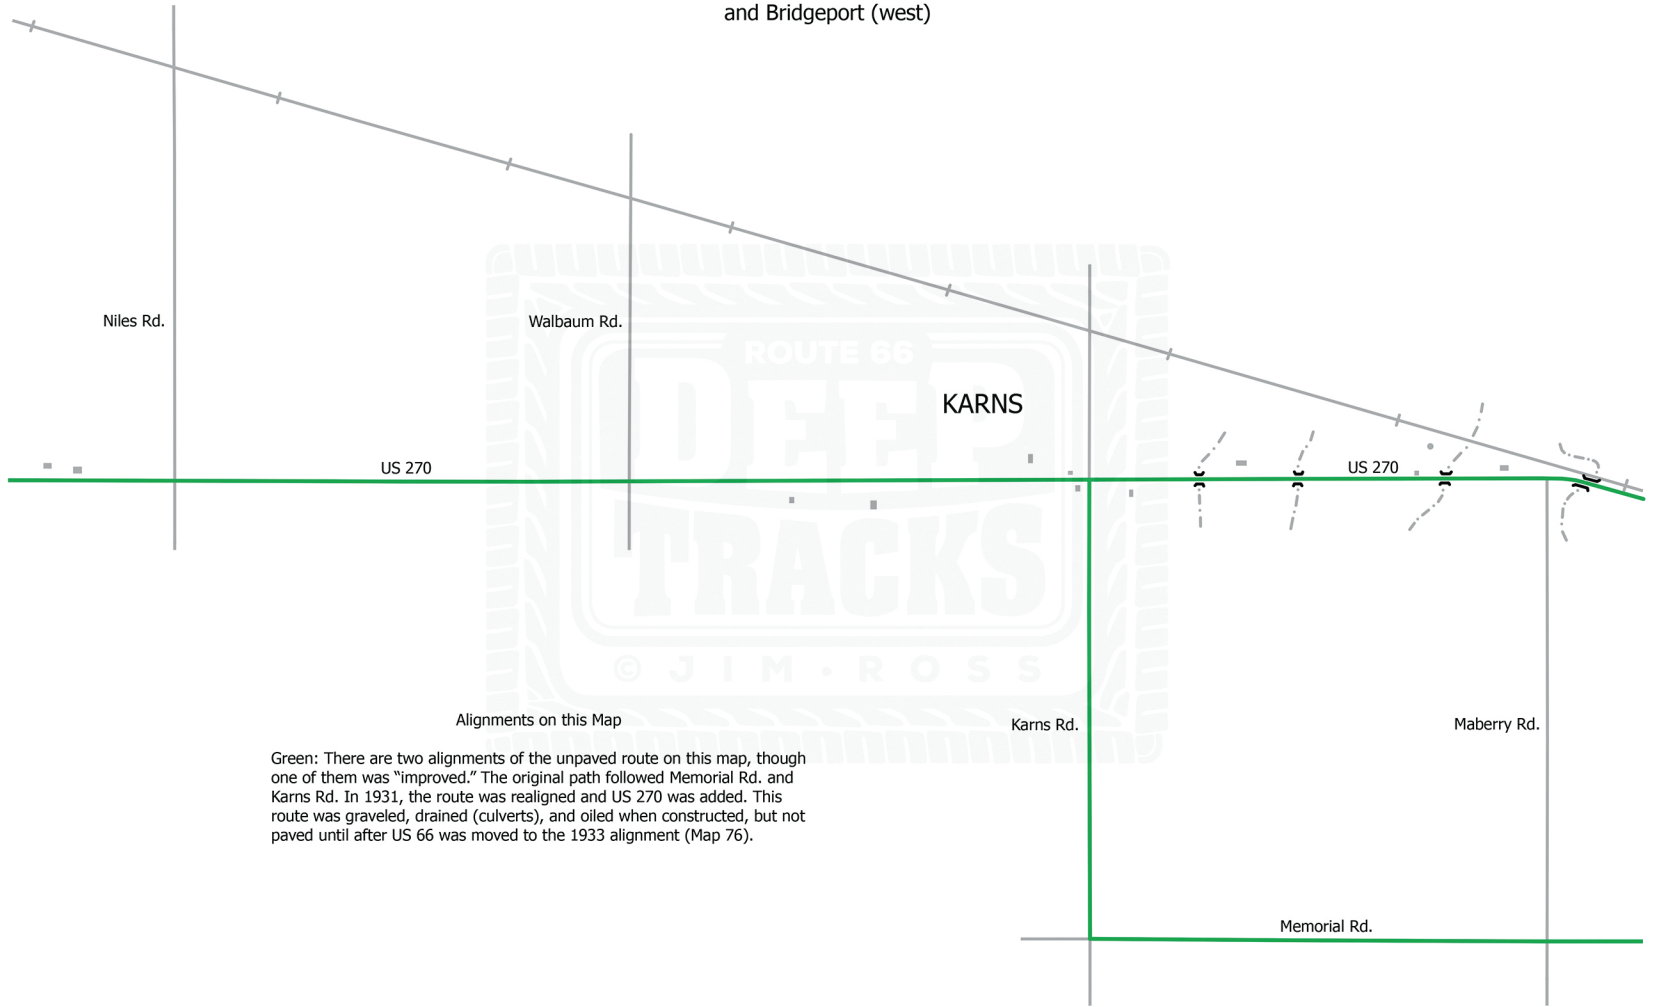 and Bridgeport (west)
Niles Rd.
Walbaum Rd.
ROUTE 66
DEEP
KARNS
US 270
US 270
TRACKS
© JIM • ROSS
Alignments on this Map
Karns Rd.
Maberry Rd.
Green: There are two alignments of the unpaved route on this map, though
one of them was “improved.” The original path followed Memorial Rd. and
Karns Rd. In 1931, the route was realigned and US 270 was added. This
route was graveled, drained (culverts), and oiled when constructed, but not
paved until after US 66 was moved to the 1933 alignment (Map 76).
Memorial Rd.